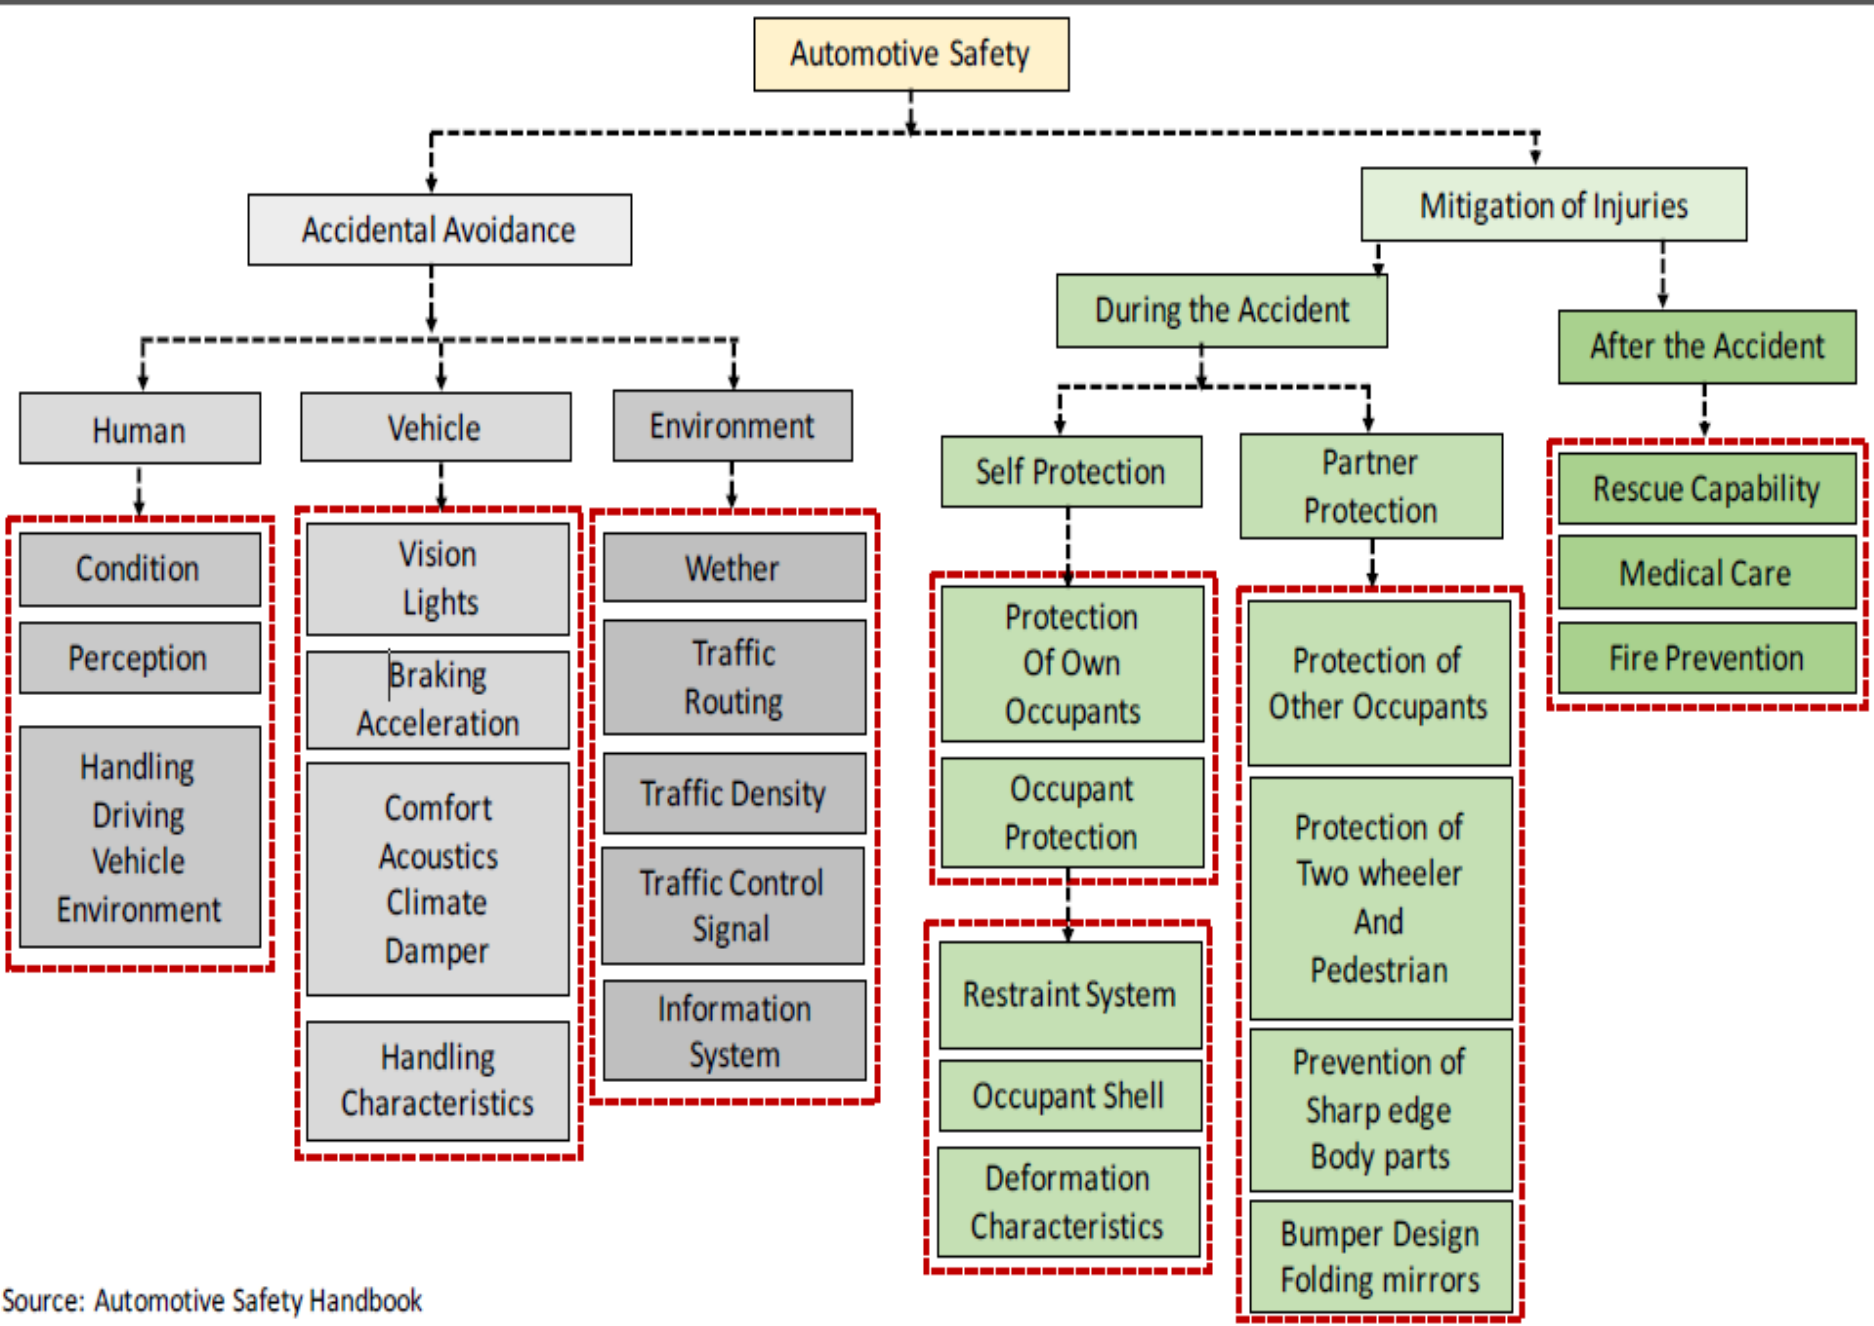 Automotive Safety
Accidental Avoidance
Mitigation of Injuries
During the Accident
After the Accident
Human
Vehicle
Environment
Self Protection
Partner
Protection
Condition
Perception
Handling
Driving
Vehicle
Environment
Vision
Lights
Braking
Acceleration
Comfort
Acoustics
Climate
Damper
Handling
Characteristics
Wether
Traffic
Routing
Traffic Density
Traffic Control
Signal
Information
System
Protection
Of Own
Occupants
Occupant
Protection
Restraint System
Occupant Shell
Deformation
Characteristics
Protection of
Other Occupants
Protection of
Two wheeler
And
Pedestrian
Prevention of
Sharp edge
Body parts
Bumper Design
Folding mirrors
Rescue Capability
Medical Care
Fire Prevention
Source: Automotive Safety Handbook